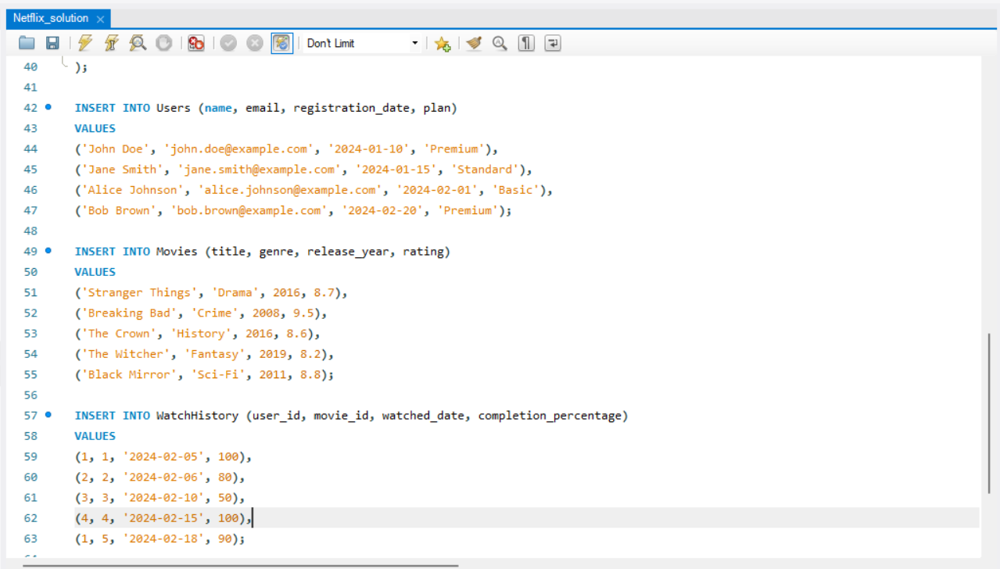 Netflix_solution
Don't Limit
40 );
41
42 INSERT INTO Users (name, email, registration_date, plan)
43 VALUES
44 ('John Doe', 'john.doe@example.com', '2024-01-10', 'Premium'),
45 ('Jane Smith', 'jane.smith@example.com', '2024-01-15', 'Standard'),
46 ('Alice Johnson', 'alice.johnson@example.com', '2024-02-01', 'Basic'),
47 ('Bob Brown', 'bob.brown@example.com', '2024-02-20', 'Premium');
48
49 INSERT INTO Movies (title, genre, release_year, rating)
50 VALUES
51 ('Stranger Things', 'Drama', 2016, 8.7),
52 ('Breaking Bad', 'Crime', 2008, 9.5),
53 ('The Crown', 'History', 2016, 8.6),
54 ('The Witcher', 'Fantasy', 2019, 8.2),
55 ('Black Mirror', 'Sci-Fi', 2011, 8.8);
56
57 INSERT INTO WatchHistory (user_id, movie_id, watched_date, completion_percentage)
58 VALUES
59 (1, 1, '2024-02-05', 100),
60 (2, 2, '2024-02-06', 80),
61 (3, 3, '2024-02-10', 50),
62 (4, 4, '2024-02-15', 100),
63 (1, 5, '2024-02-18', 90);